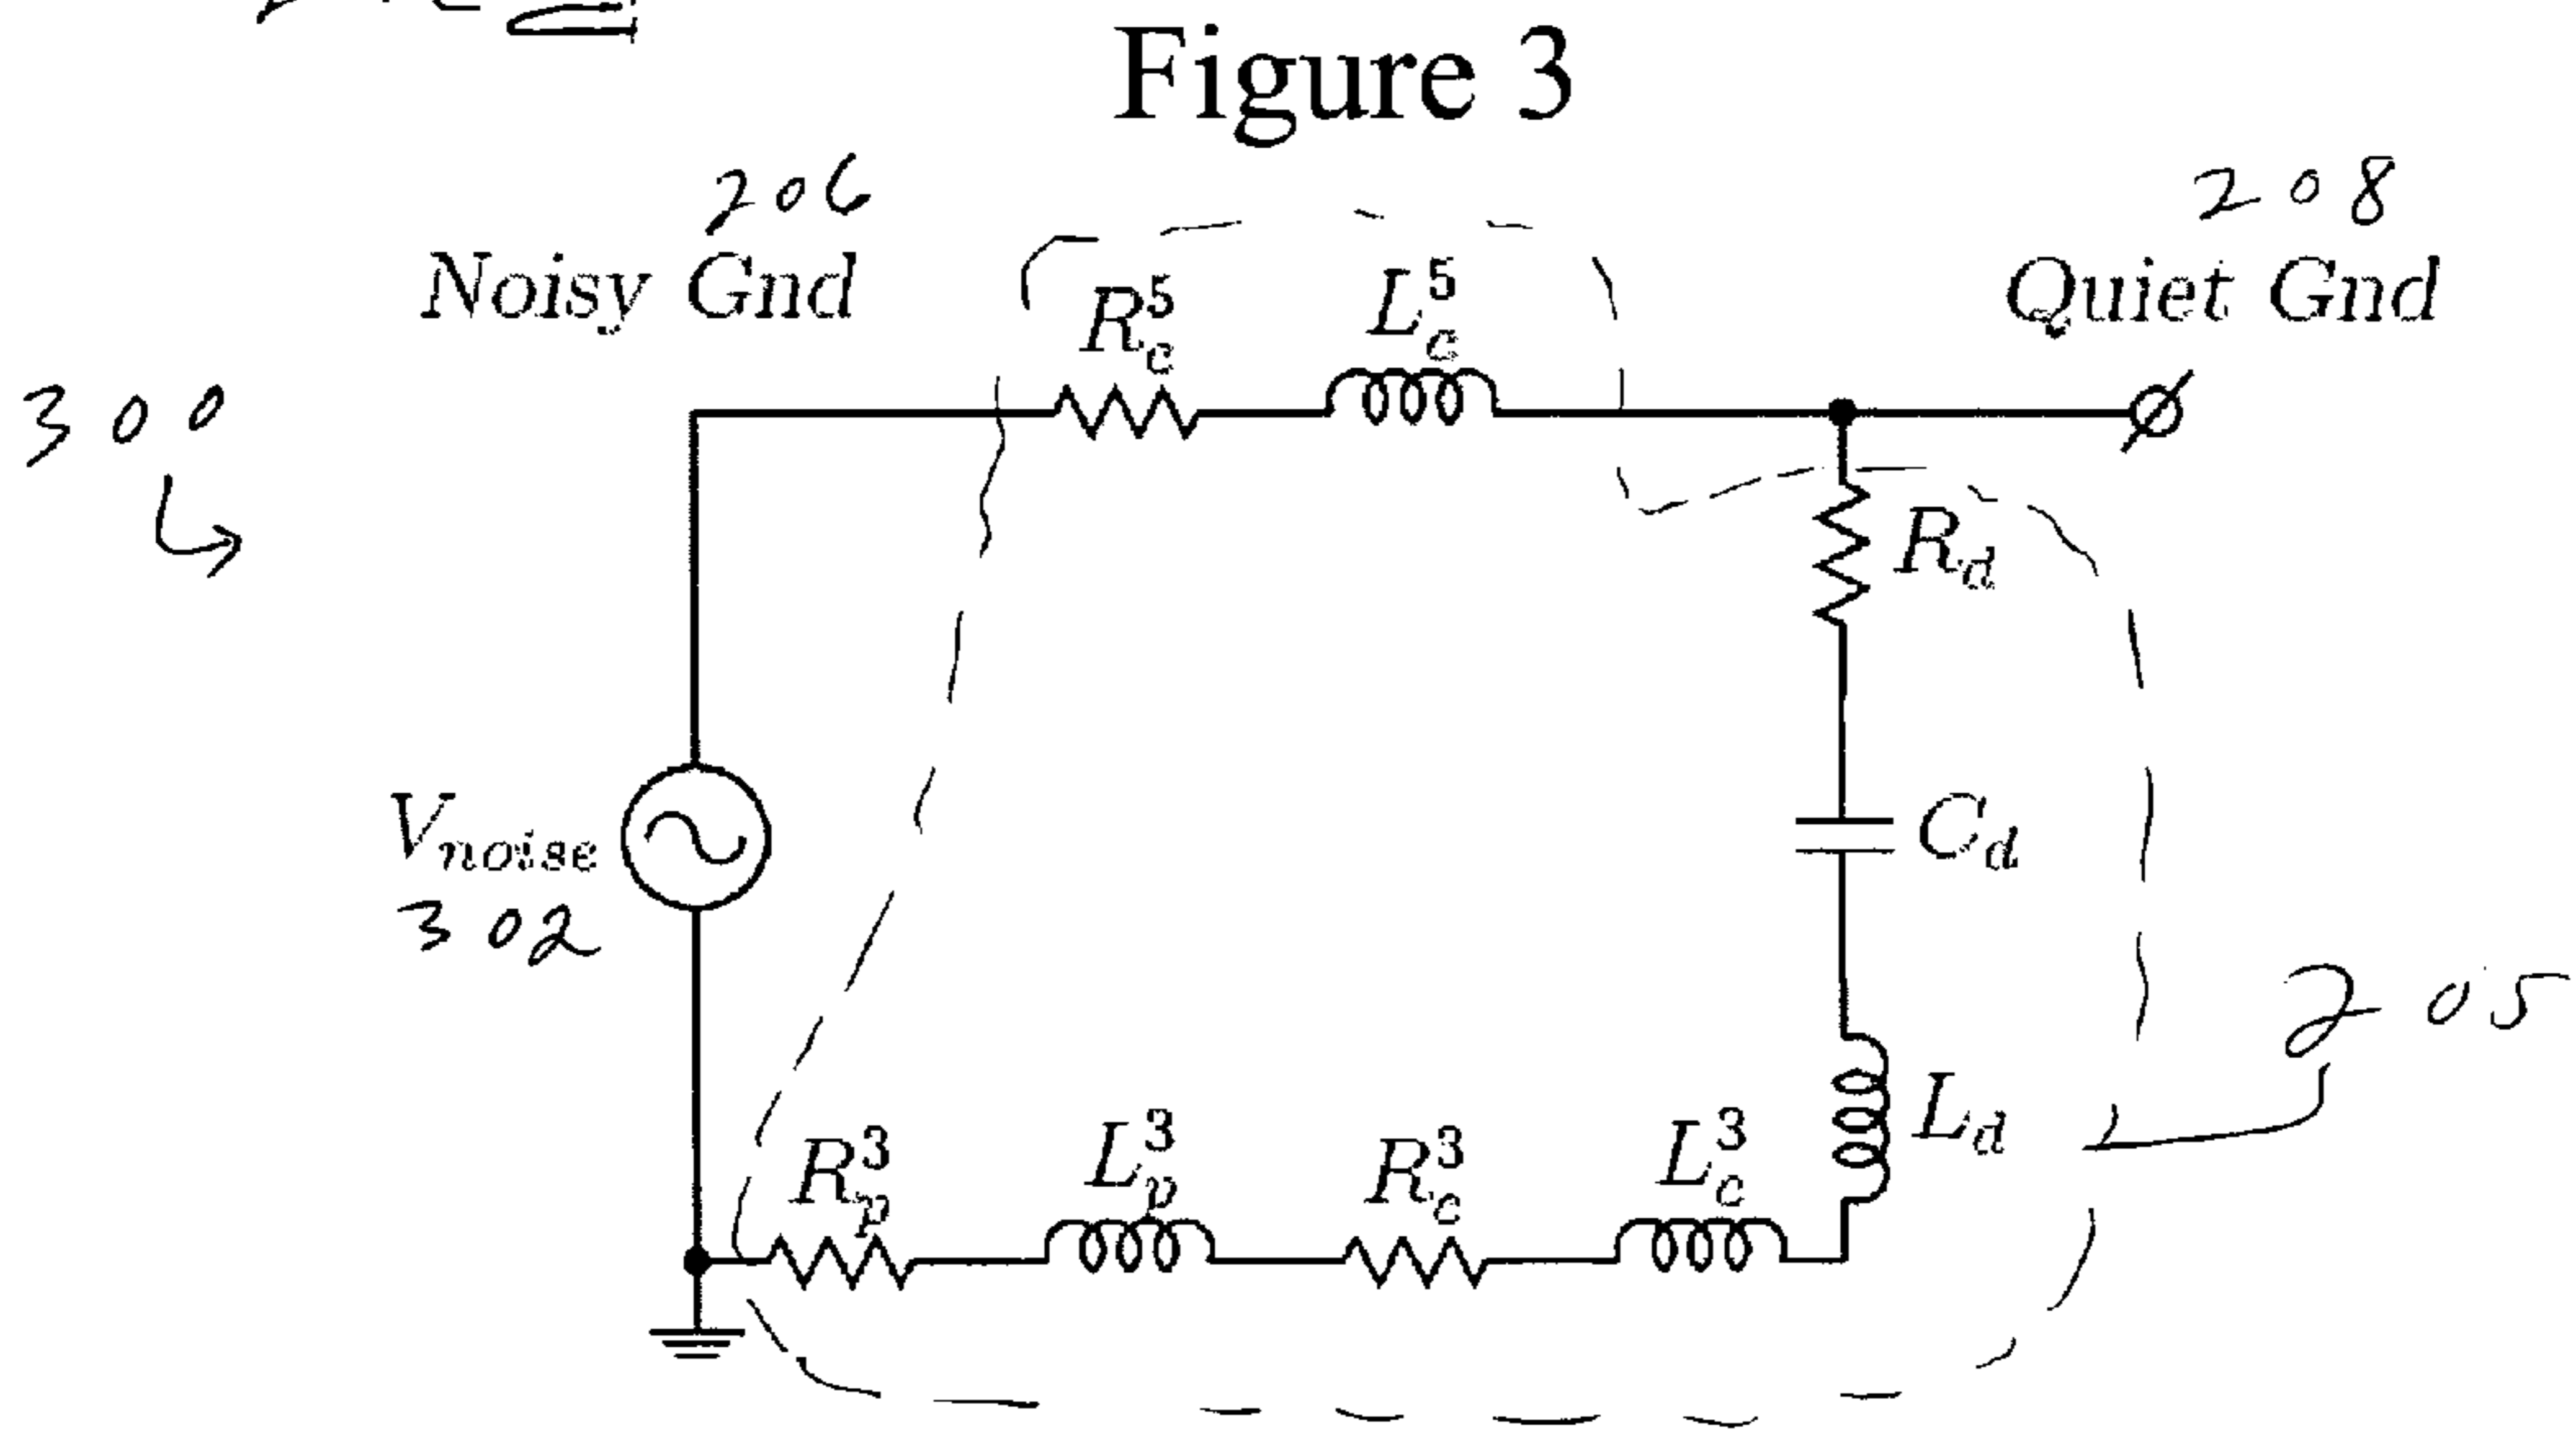 Figure 3
206
208
Noisy Gnd
Quiet Gnd
R_c^5
L_c^5
300
R_d
V_noise
C_d
302
205
L_d
R_p^3
L_p^3
R_c^3
L_c^3